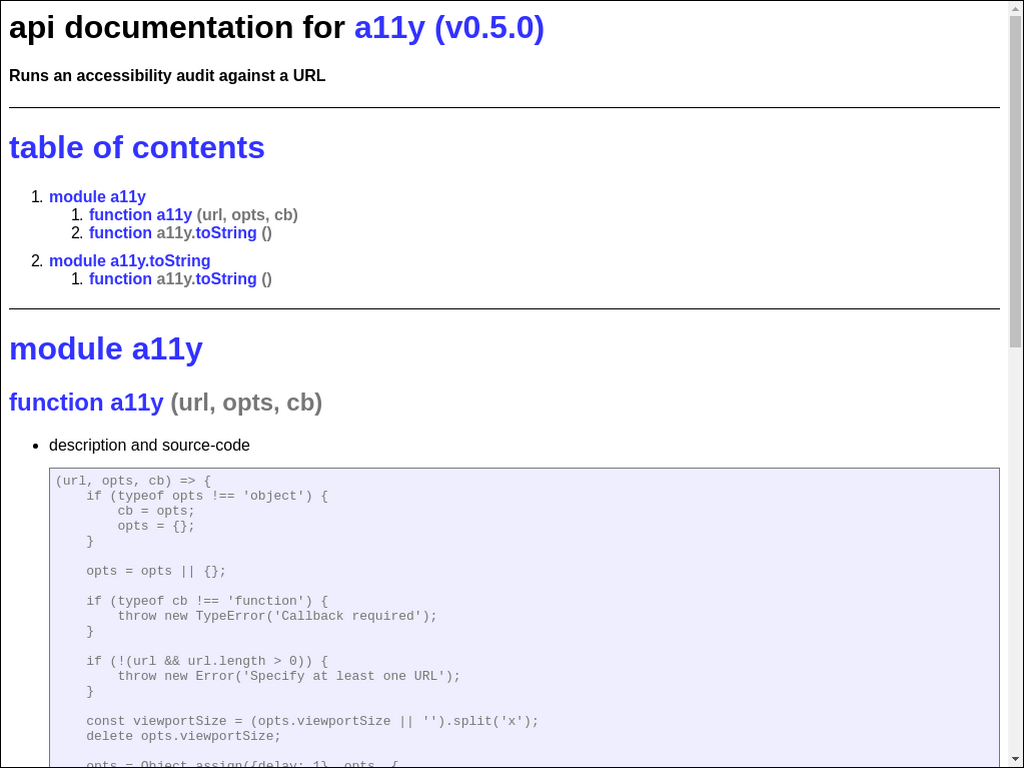 api documentation for a11y (v0.5.0)
Runs an accessibility audit against a URL
table of contents
1. module a11y
1. function a11y (url, opts, cb)
2. function a11y.toString ()
2. module a11y.toString
1. function a11y.toString ()
module a11y
function a11y (url, opts, cb)
• description and source-code
(url, opts, cb) => {
    if (typeof opts !== 'object') {
        cb = opts;
        opts = {};
    }
    opts = opts || {};
    if (typeof cb !== 'function') {
        throw new TypeError('Callback required');
    }
    if (!(url && url.length > 0)) {
        throw new Error('Specify at least one URL');
    }
    const viewportSize = (opts.viewportSize || '').split('x');
    delete opts.viewportSize;
    opts = Object.assign({delay: 1}, opts, {